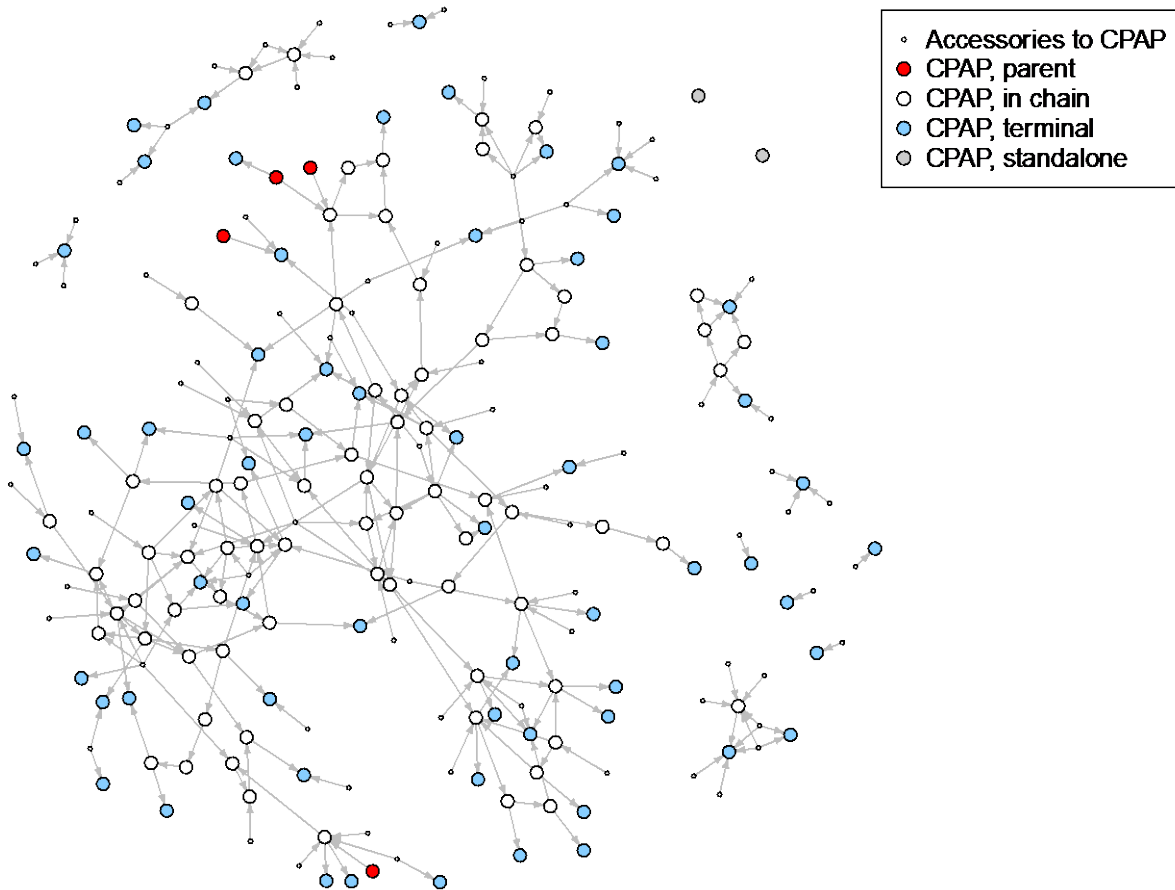 Accessories to CPAP
CPAP, parent
CPAP, in chain
CPAP, terminal
CPAP, standalone